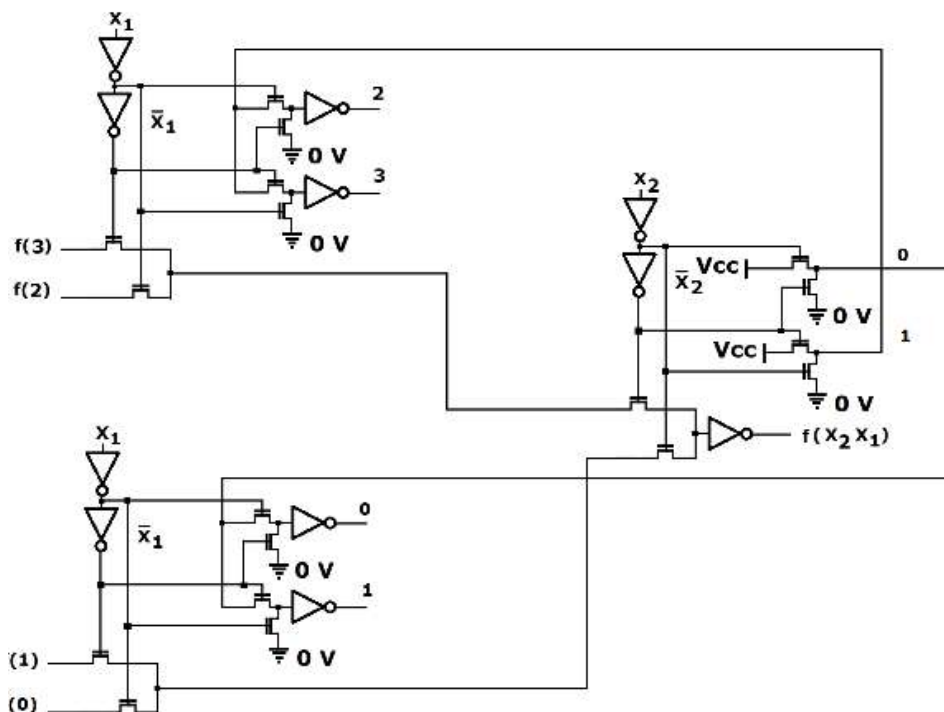 x₁
x̄₁
2
0 V
3
0 V
f(3)
f(2)
x₂
x̄₂
Vcc
0
0 V
Vcc
1
0 V
f(x₂ x₁)
x₁
x̄₁
0
0 V
1
0 V
(1)
(0)